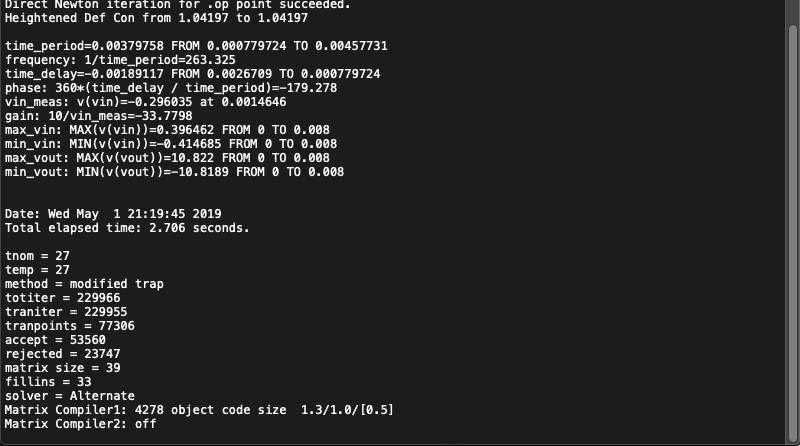 Direct Newton iteration for .op point succeeded.
Heightened Def Con from 1.04197 to 1.04197
time_period=0.00379758 FROM 0.000779724 TO 0.00457731
frequency: 1/time_period=263.325
time_delay=-0.00189117 FROM 0.0026709 TO 0.000779724
phase: 360*(time_delay / time_period)=-179.278
vin_meas: v(vin)=-0.296035 at 0.0014646
gain: 10/vin_meas=-33.7798
max_vin: MAX(v(vin))=0.396462 FROM 0 TO 0.008
min_vin: MIN(v(vin))=-0.414685 FROM 0 TO 0.008
max_vout: MAX(v(vout))=10.822 FROM 0 TO 0.008
min_vout: MIN(v(vout))=-10.8189 FROM 0 TO 0.008
Date: Wed May  1 21:19:45 2019
Total elapsed time: 2.706 seconds.
tnom = 27
temp = 27
method = modified trap
totiter = 229966
traniter = 229955
tranpoints = 77306
accept = 53560
rejected = 23747
matrix size = 39
fillins = 33
solver = Alternate
Matrix Compiler1: 4278 object code size  1.3/1.0/[0.5]
Matrix Compiler2: off